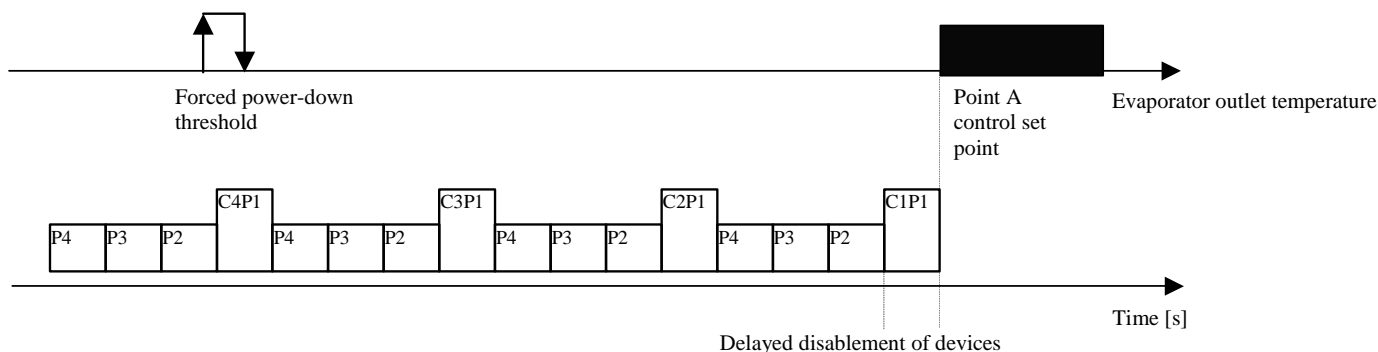 Forced power-down
threshold
Point A
control set
point
Evaporator outlet temperature
P4 P3 P2 C4P1 P4 P3 P2 C3P1 P4 P3 P2 C2P1 P4 P3 P2 C1P1
Time [s]
Delayed disablement of devices